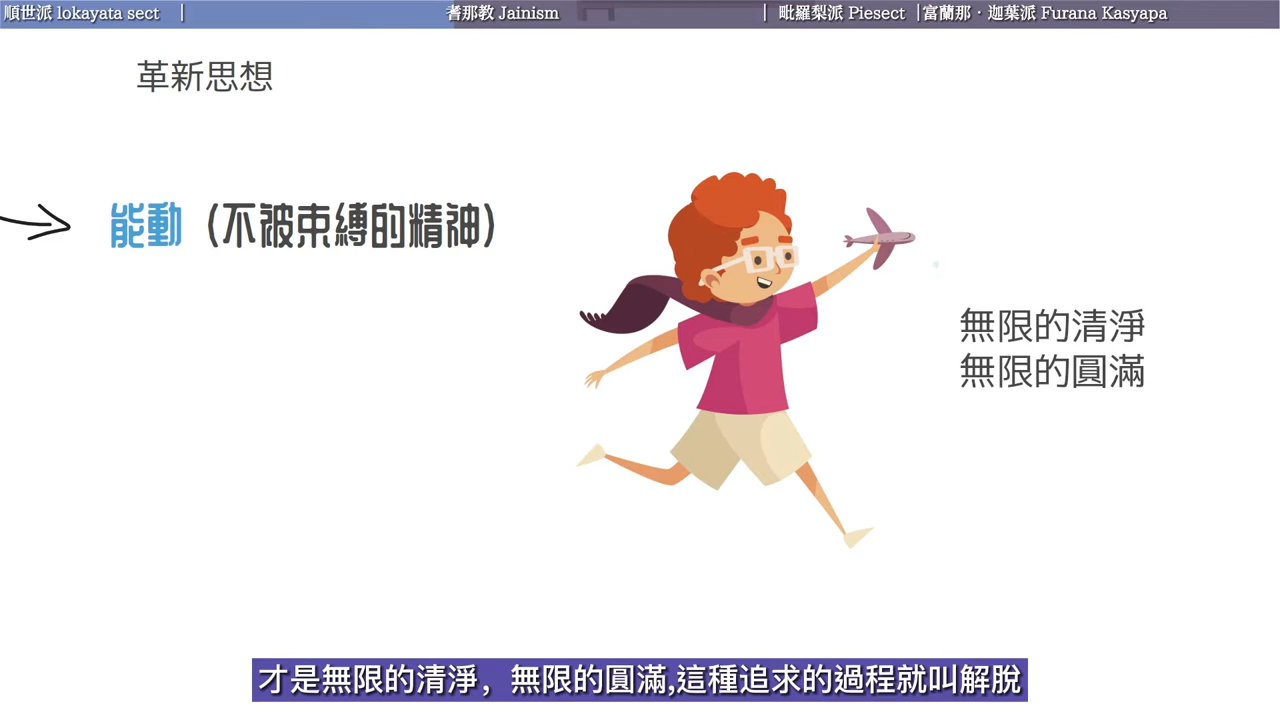 順世派 lokayata sect | 耆那教 Jainism | 毗羅梨派 Piesect | 富蘭那·迦葉派 Furana Kasyapa
革新思想
能動（不被束縛的精神）
無限的清淨
無限的圓滿
才是無限的清淨，無限的圓滿,這種追求的過程就叫解脫